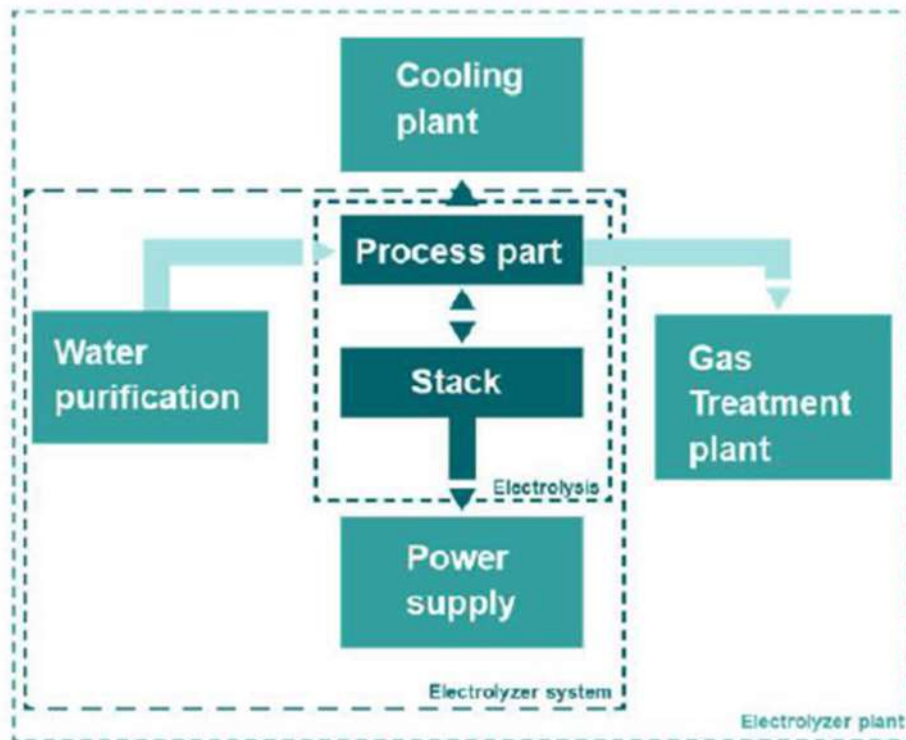 Cooling
plant
Process part
Water
purification
Stack
Gas
Treatment
plant
Electrolysis
Power
supply
Electrolyzer system
Electrolyzer plant